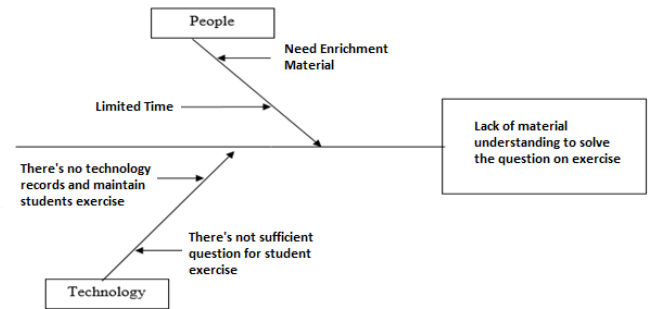 People
Need Enrichment
Material
Limited Time
Lack of material
understanding to solve
the question on exercise
There's no technology
records and maintain
students exercise
There's not sufficient
question for student
exercise
Technology